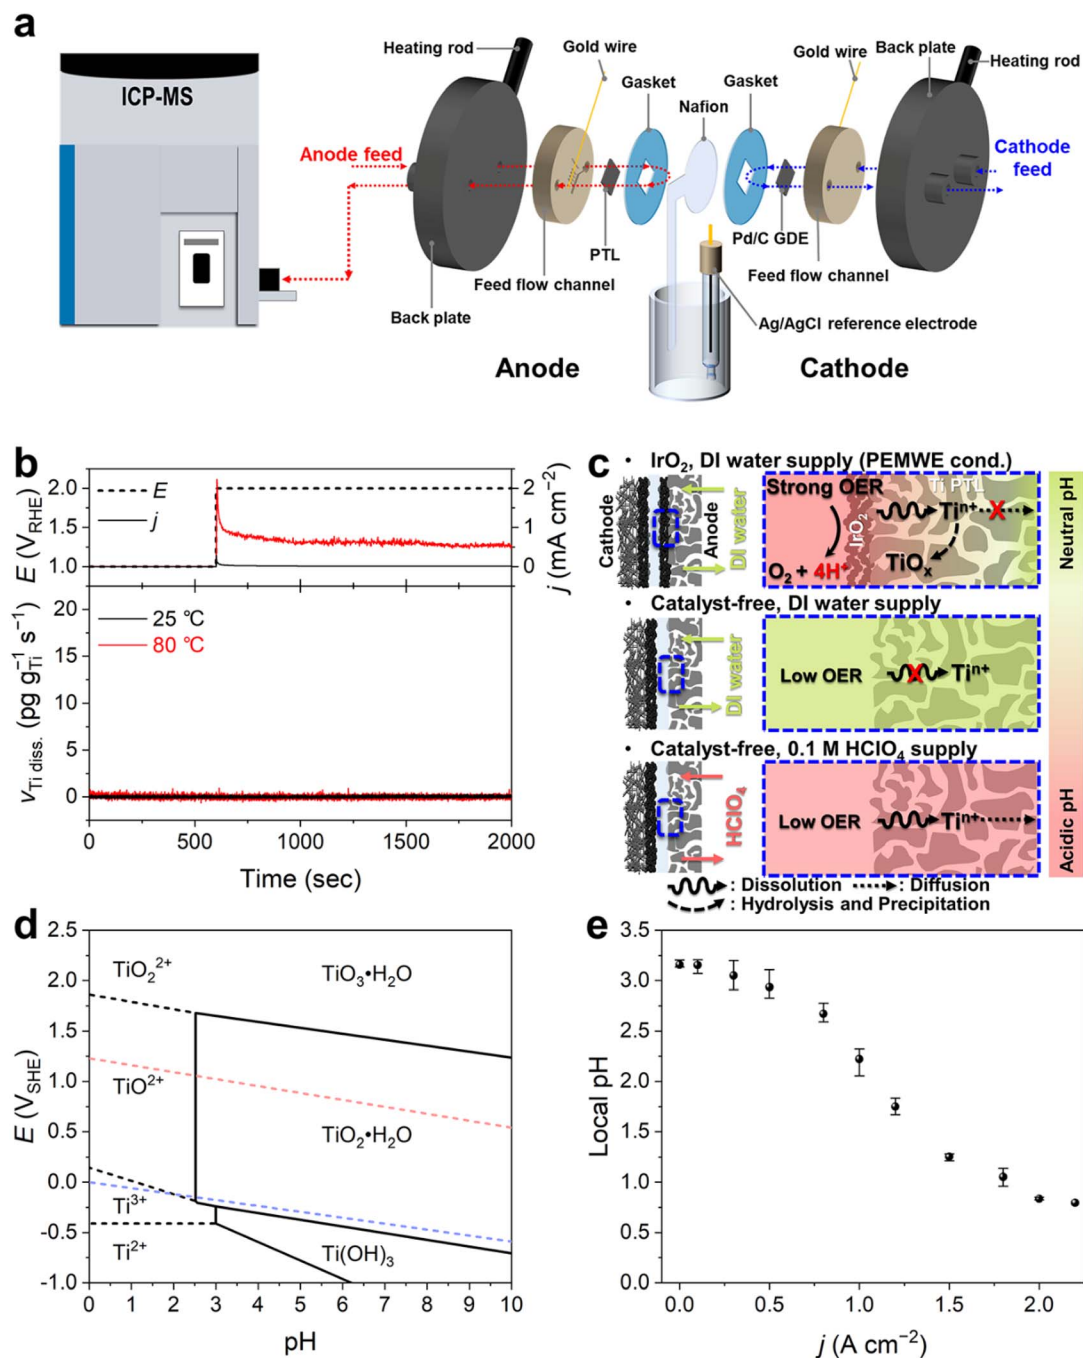 a
ICP-MS
Heating rod
Gold wire
Gasket
Nafion
Gasket
Gold wire
Back plate
Heating rod
Anode feed
Cathode
feed
PTL
Pd/C GDE
Feed flow channel
Feed flow channel
Back plate
Ag/AgCl reference electrode
Anode
Cathode
b
E (V_RHE)
2.0
1.5
1.0
E
j
2
1
0
j (mA cm⁻²)
ν_Ti diss. (pg g_Ti⁻¹ s⁻¹)
20
15
10
5
0
25 °C
80 °C
0 500 1000 1500 2000
Time (sec)
c
• IrO₂, DI water supply (PEMWE cond.)
Cathode
Anode
DI water
Strong OER
Ti PTL
IrO₂
Tiⁿ⁺
X
O₂ + 4H⁺
TiOₓ
Neutral pH
• Catalyst-free, DI water supply
DI water
Low OER
X
Tiⁿ⁺
• Catalyst-free, 0.1 M HClO₄ supply
HClO₄
Low OER
Tiⁿ⁺
Acidic pH
: Dissolution
: Diffusion
: Hydrolysis and Precipitation
d
E (V_SHE)
2.5
2.0
1.5
1.0
0.5
0.0
-0.5
-1.0
TiO₂²⁺
TiO₃•H₂O
TiO²⁺
TiO₂•H₂O
Ti³⁺
Ti²⁺
Ti(OH)₃
0 1 2 3 4 5 6 7 8 9 10
pH
e
Local pH
3.5
3.0
2.5
2.0
1.5
1.0
0.5
0.0
0.0 0.5 1.0 1.5 2.0
j (A cm⁻²)